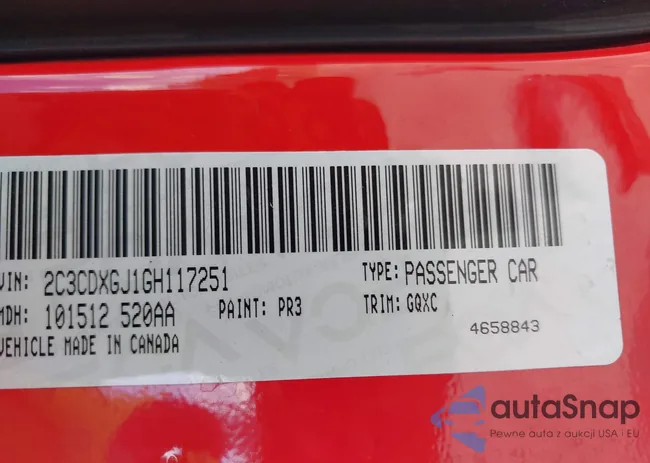 VIN: 2C3CDXGJ1GH117251 TYPE: PASSENGER CAR
MDH: 101512 520AA PAINT: PR3 TRIM: GQXC
4658843
VEHICLE MADE IN CANADA
autaSnap
Pewne auta z aukcji USA i EU